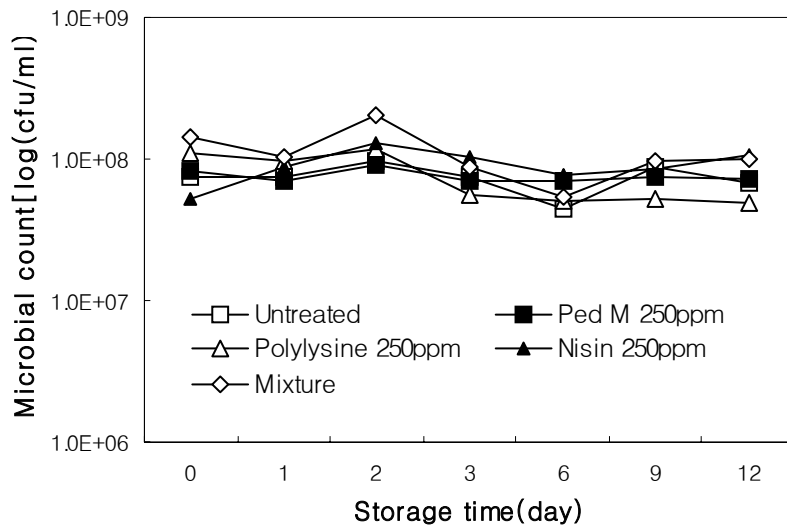 1.0E+09
1.0E+08
1.0E+07
1.0E+06
Microbial count[log(cfu/ml)]
Untreated
Ped M 250ppm
Polylysine 250ppm
Nisin 250ppm
Mixture
0 1 2 3 6 9 12
Storage time(day)